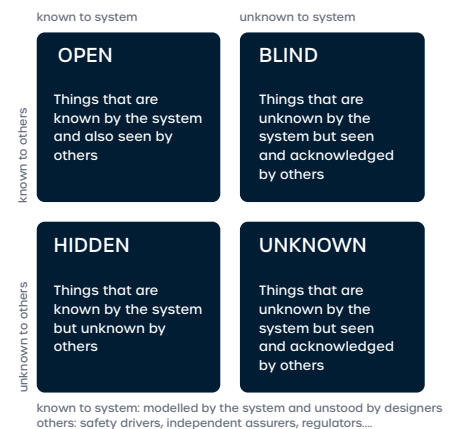 known to system
unknown to system
known to others
OPEN
Things that are
known by the system
and also seen by
others
BLIND
Things that are
unknown by the
system but seen
and acknowledged
by others
unknown to others
HIDDEN
Things that are
known by the system
but unknown by
others
UNKNOWN
Things that are
unknown by the
system but seen
and acknowledged
by others
known to system: modelled by the system and unstood by designers
others: safety drivers, independent assurers, regulators....